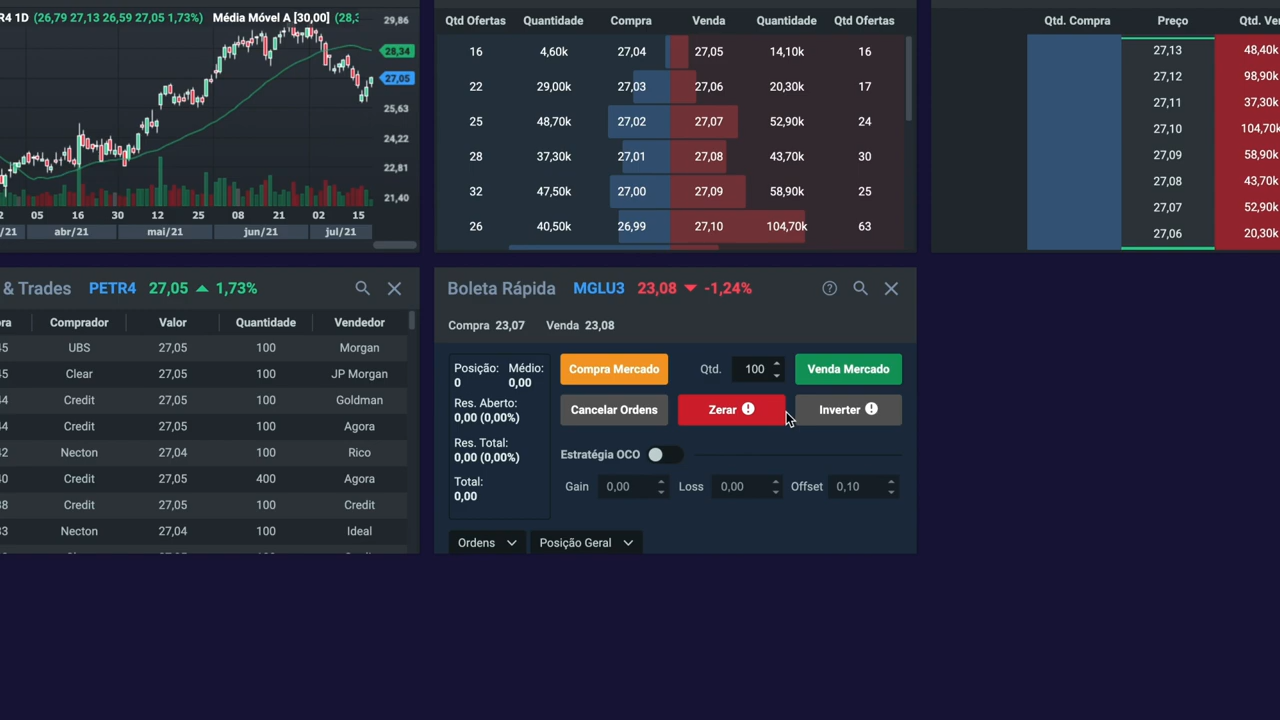 R4 1D (26,79 27,13 26,59 27,05 1,73%) Média Móvel A [30,00] (28,3
29,86
28,34
27,05
25,63
24,22
22,81
21,40
2 05 16 30 12 25 08 21 02 15
/21 abr/21 mai/21 jun/21 jul/21
Qtd Ofertas Quantidade Compra Venda Quantidade Qtd Ofertas
16 4,60k 27,04 27,05 14,10k 16
22 29,00k 27,03 27,06 20,30k 17
25 48,70k 27,02 27,07 52,90k 24
28 37,30k 27,01 27,08 43,70k 30
32 47,50k 27,00 27,09 58,90k 25
26 40,50k 26,99 27,10 104,70k 63
Qtd. Compra Preço Qtd. Ve
27,13 48,40k
27,12 98,90k
27,11 37,30k
27,10 104,70k
27,09 58,90k
27,08 43,70k
27,07 52,90k
27,06 20,30k
& Trades PETR4 27,05 1,73%
ora Comprador Valor Quantidade Vendedor
45 UBS 27,05 100 Morgan
45 Clear 27,05 100 JP Morgan
44 Credit 27,05 100 Goldman
44 Credit 27,05 100 Agora
42 Necton 27,04 100 Rico
40 Credit 27,05 400 Agora
38 Credit 27,05 100 Credit
33 Necton 27,04 100 Ideal
Boleta Rápida MGLU3 23,08 -1,24%
Compra 23,07 Venda 23,08
Posição: Médio:
0 0,00
Res. Aberto:
0,00 (0,00%)
Res. Total:
0,00 (0,00%)
Total:
0,00
Compra Mercado Qtd. 100 Venda Mercado
Cancelar Ordens Zerar Inverter
Estratégia OCO
Gain 0,00 Loss 0,00 Offset 0,10
Ordens Posição Geral